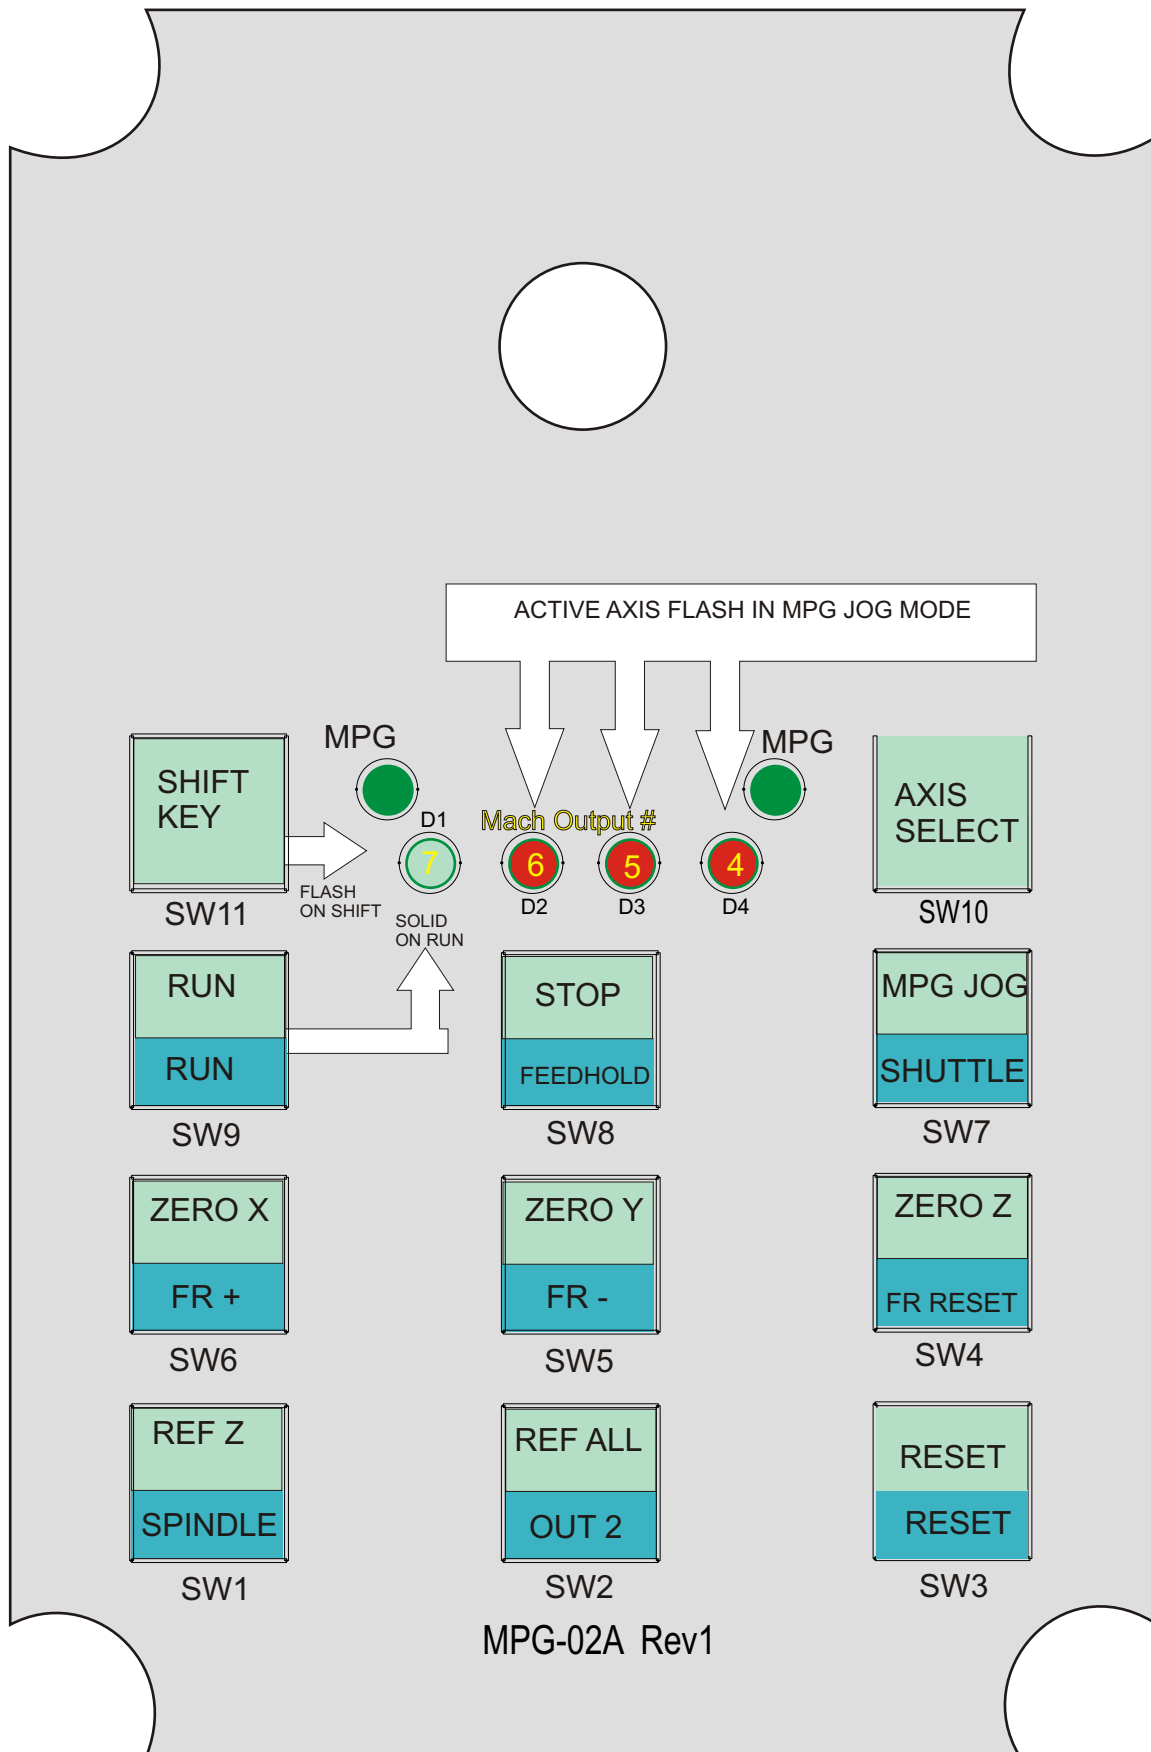 ACTIVE AXIS FLASH IN MPG JOG MODE
MPG
MPG
SHIFT
KEY
AXIS
SELECT
D1
Mach Output #
7
6
5
4
D2
D3
D4
FLASH
ON SHIFT
SW11
SW10
SOLID
ON RUN
RUN
RUN
SW9
STOP
FEEDHOLD
SW8
MPG JOG
SHUTTLE
SW7
ZERO X
FR +
SW6
ZERO Y
FR -
SW5
ZERO Z
FR RESET
SW4
REF Z
SPINDLE
SW1
REF ALL
OUT 2
SW2
RESET
RESET
SW3
MPG-02A Rev1